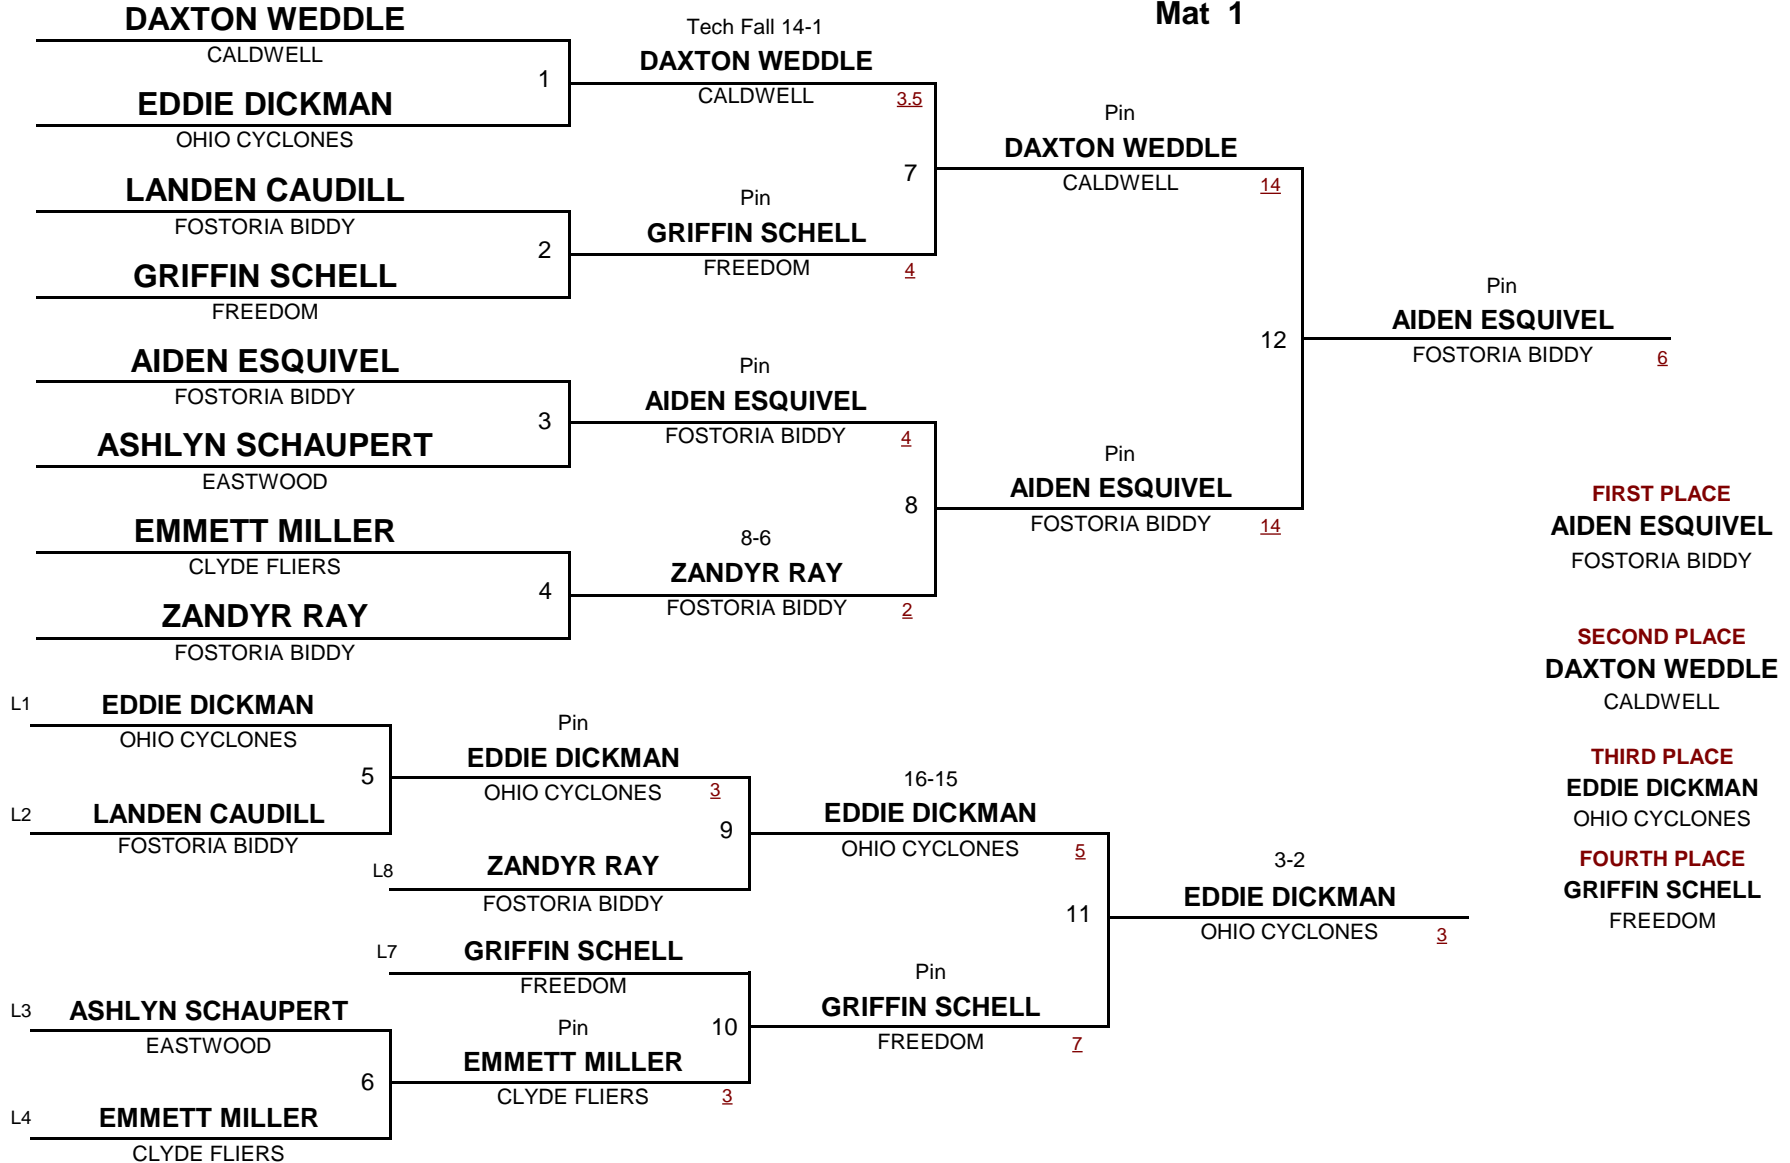 Mat 1
DAXTON WEDDLE
CALDWELL
1
EDDIE DICKMAN
OHIO CYCLONES
LANDEN CAUDILL
FOSTORIA BIDDY
2
GRIFFIN SCHELL
FREEDOM
AIDEN ESQUIVEL
FOSTORIA BIDDY
3
ASHLYN SCHAUPERT
EASTWOOD
EMMETT MILLER
CLYDE FLIERS
4
ZANDYR RAY
FOSTORIA BIDDY
Tech Fall 14-1
DAXTON WEDDLE
CALDWELL 3.5
7
Pin
GRIFFIN SCHELL
FREEDOM 4
Pin
AIDEN ESQUIVEL
FOSTORIA BIDDY 4
8
8-6
ZANDYR RAY
FOSTORIA BIDDY 2
Pin
DAXTON WEDDLE
CALDWELL 14
12
Pin
AIDEN ESQUIVEL
FOSTORIA BIDDY 14
Pin
AIDEN ESQUIVEL
FOSTORIA BIDDY 6
L1 EDDIE DICKMAN
OHIO CYCLONES
5
L2 LANDEN CAUDILL
FOSTORIA BIDDY
Pin
EDDIE DICKMAN
OHIO CYCLONES 3
9
L8 ZANDYR RAY
FOSTORIA BIDDY
L7 GRIFFIN SCHELL
FREEDOM
10
L3 ASHLYN SCHAUPERT
EASTWOOD
6
L4 EMMETT MILLER
CLYDE FLIERS
Pin
EMMETT MILLER
CLYDE FLIERS 3
16-15
EDDIE DICKMAN
OHIO CYCLONES 5
11
Pin
GRIFFIN SCHELL
FREEDOM 7
3-2
EDDIE DICKMAN
OHIO CYCLONES 3
FIRST PLACE
AIDEN ESQUIVEL
FOSTORIA BIDDY
SECOND PLACE
DAXTON WEDDLE
CALDWELL
THIRD PLACE
EDDIE DICKMAN
OHIO CYCLONES
FOURTH PLACE
GRIFFIN SCHELL
FREEDOM